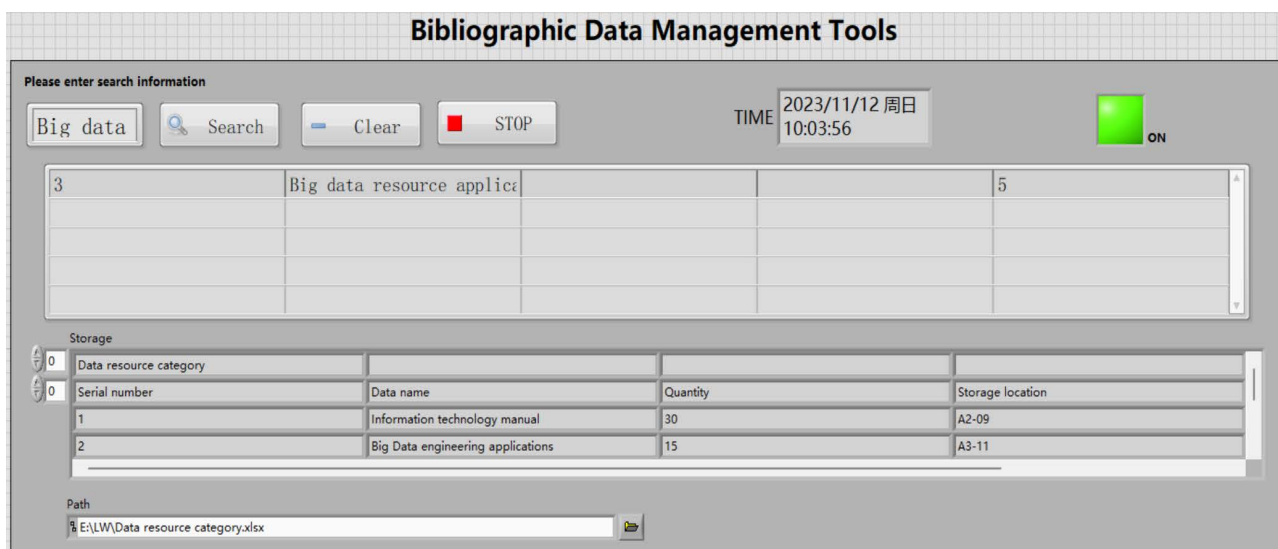 Bibliographic Data Management Tools
Please enter search information
Big data Search Clear STOP TIME 2023/11/12 周日
10:03:56 ON
3 Big data resource applica 5
Storage
0 Data resource category
0 Serial number Data name Quantity Storage location
1 Information technology manual 30 A2-09
2 Big Data engineering applications 15 A3-11
Path
E:\LW\Data resource category.xlsx